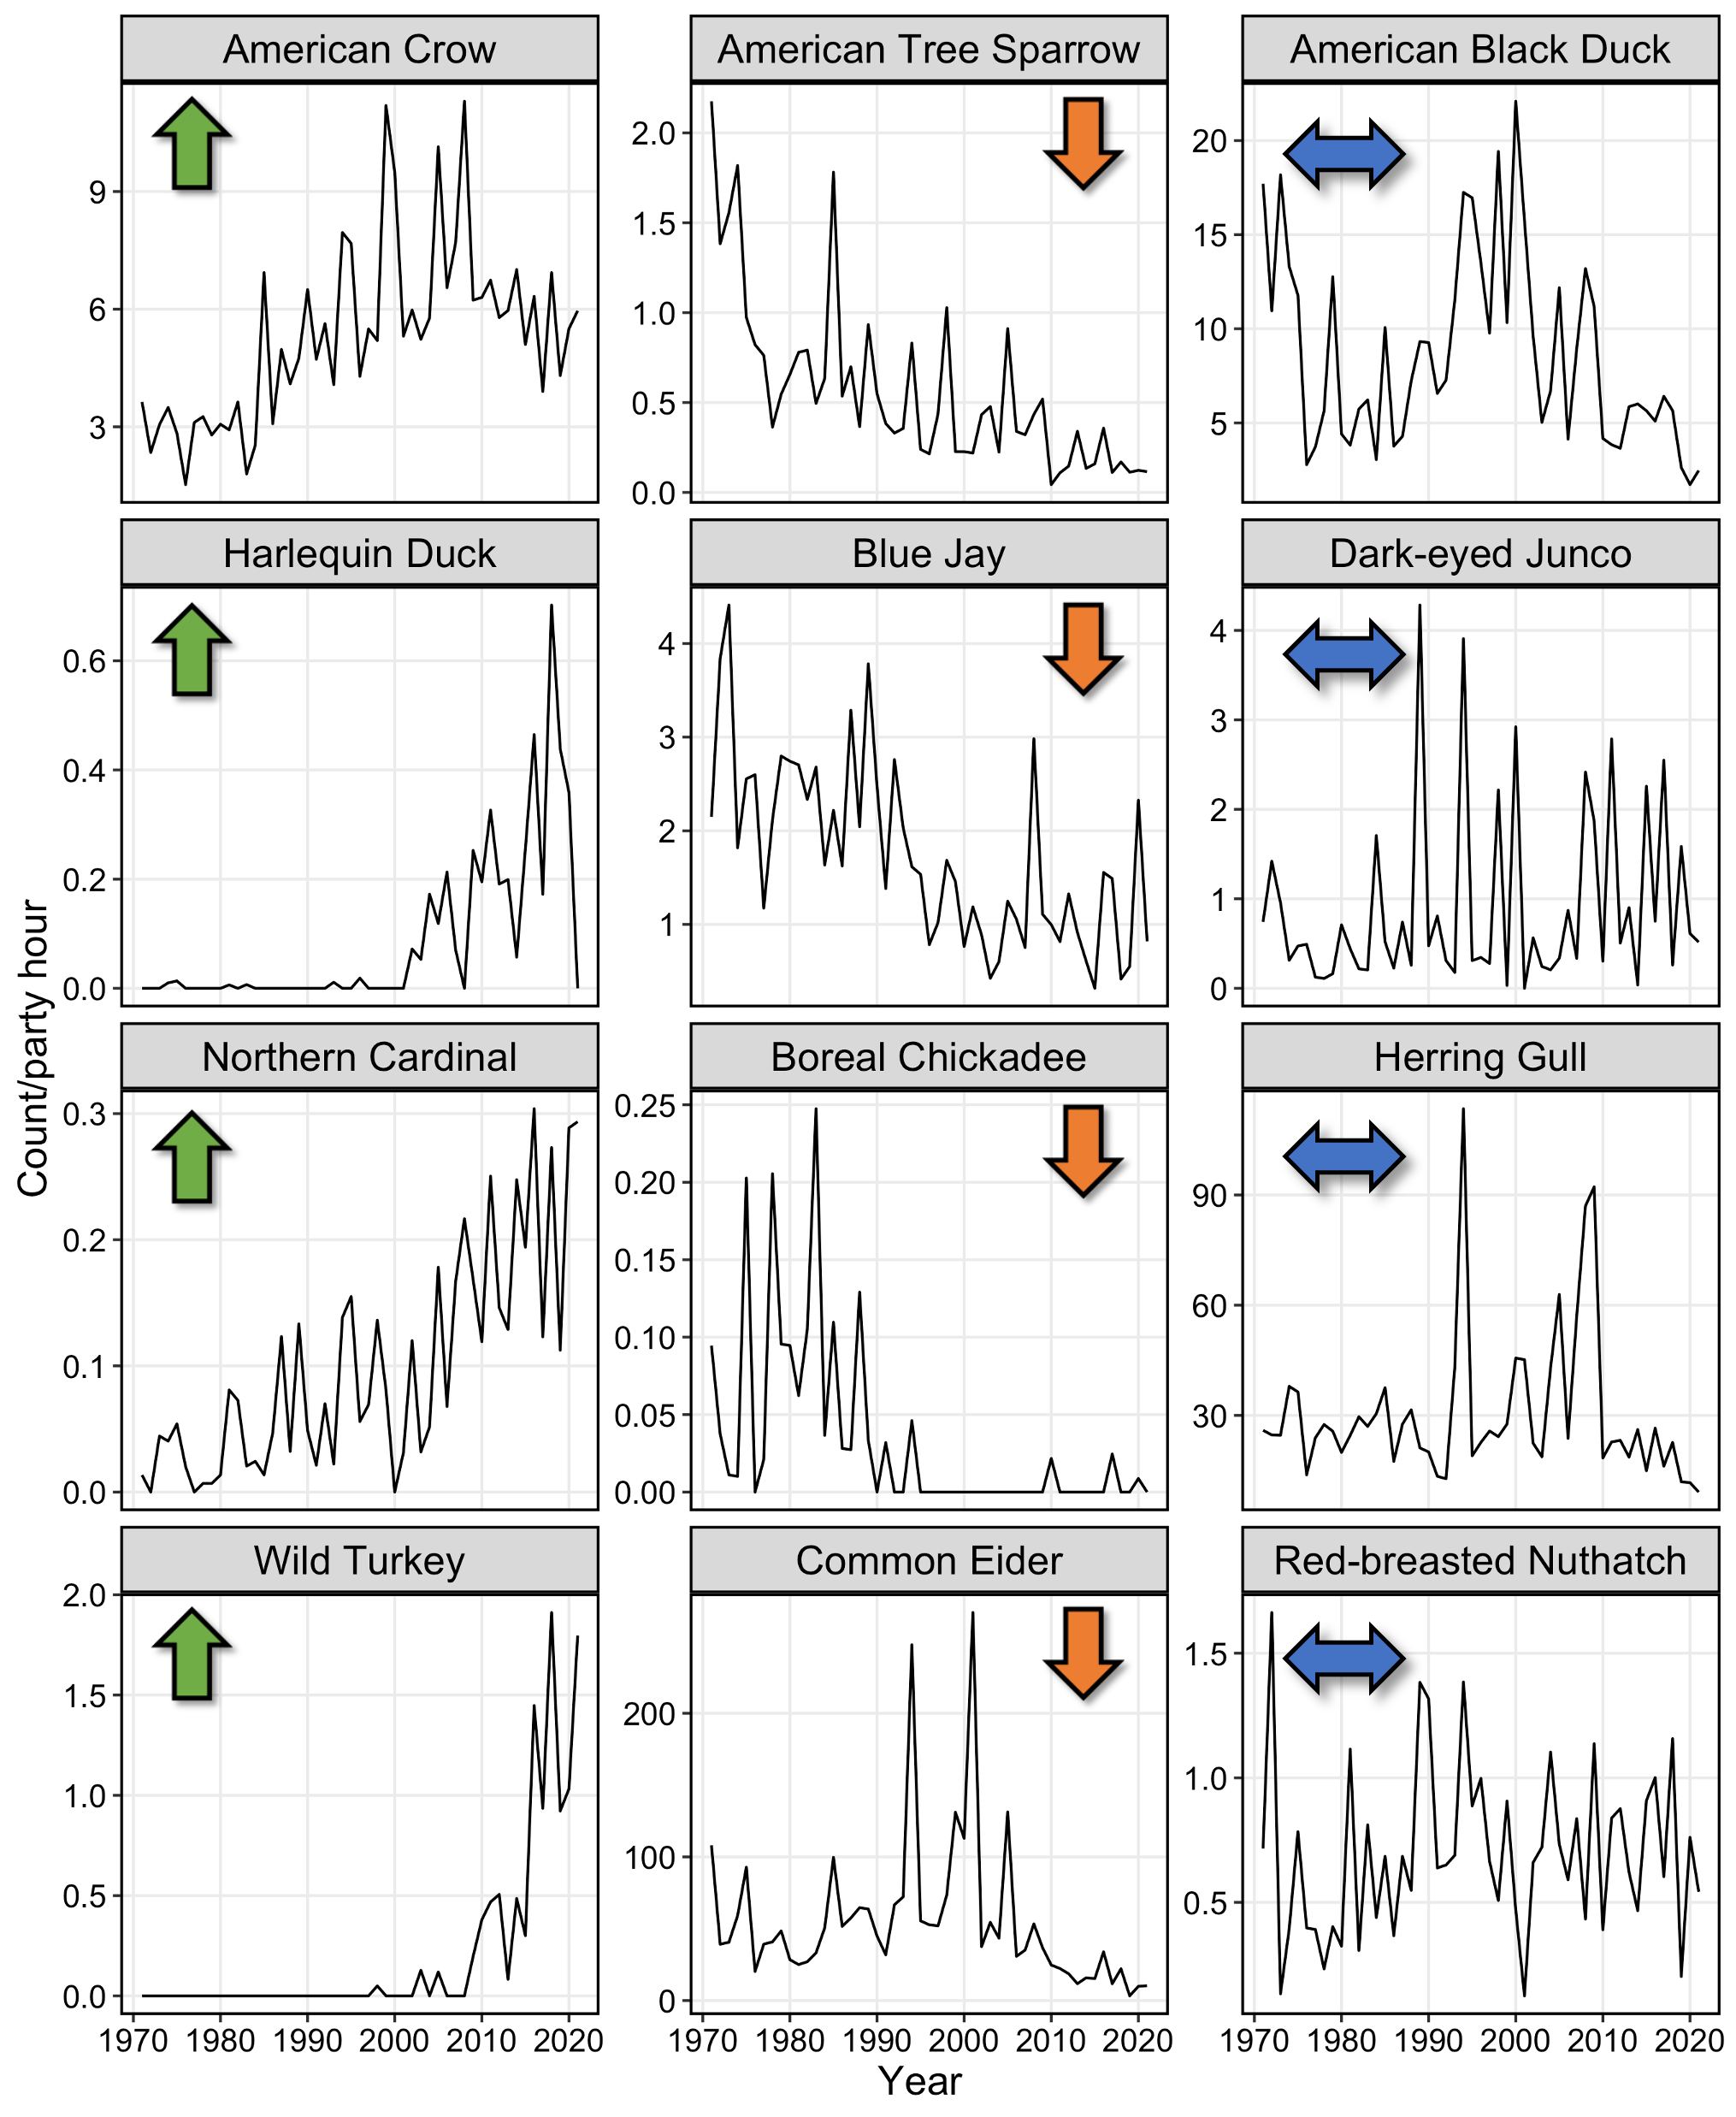 American Crow
American Tree Sparrow
American Black Duck
9
6
3
2.0
1.5
1.0
0.5
0.0
20
15
10
5
Harlequin Duck
Blue Jay
Dark-eyed Junco
0.6
0.4
0.2
0.0
4
3
2
1
4
3
2
1
0
Count/party hour
Northern Cardinal
Boreal Chickadee
Herring Gull
0.3
0.2
0.1
0.0
0.25
0.20
0.15
0.10
0.05
0.00
90
60
30
Wild Turkey
Common Eider
Red-breasted Nuthatch
2.0
1.5
1.0
0.5
0.0
200
100
0
1.5
1.0
0.5
1970 1980 1990 2000 2010 2020
1970 1980 1990 2000 2010 2020
1970 1980 1990 2000 2010 2020
Year